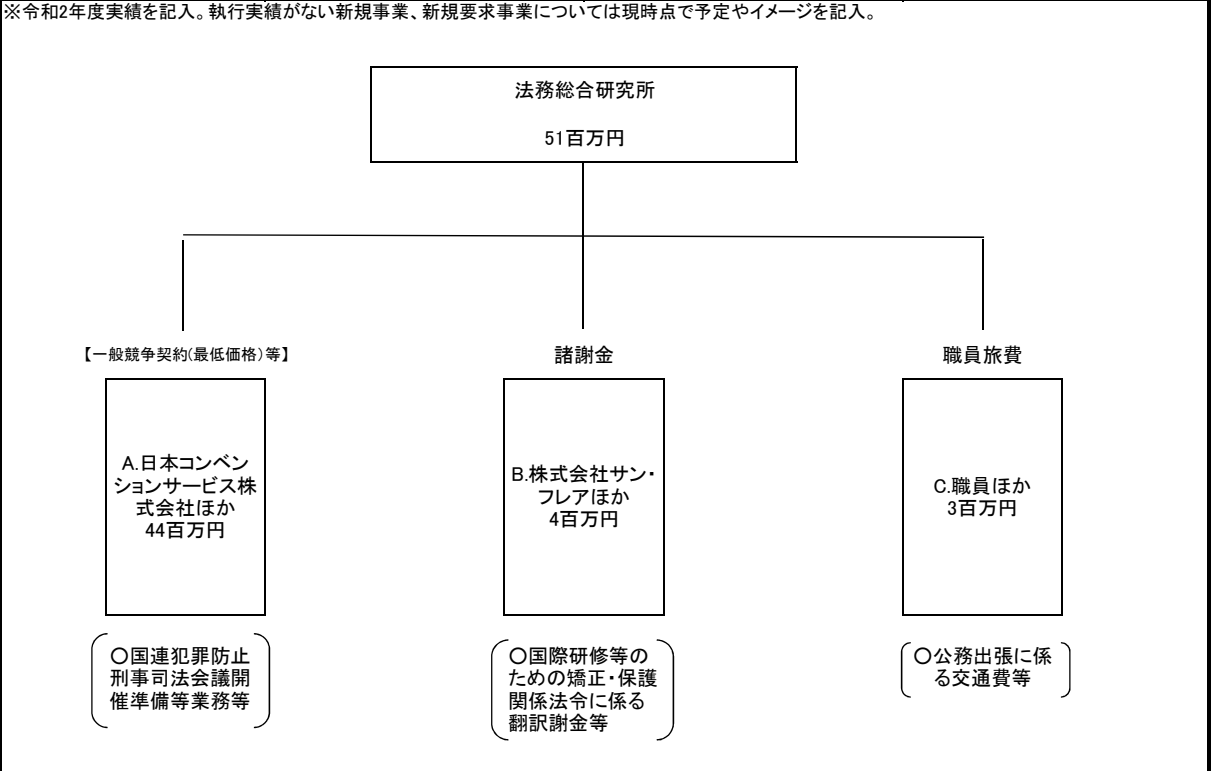 ※令和2年度実績を記入。執行実績がない新規事業、新規要求事業については現時点で予定やイメージを記入。
法務総合研究所
51百万円
【一般競争契約(最低価格)等】
諸謝金
職員旅費
A.日本コンベン
ションサービス株
式会社ほか
44百万円
B.株式会社サン・
フレアほか
4百万円
C.職員ほか
3百万円
○国連犯罪防止
刑事司法会議開
催準備等業務等
○国際研修等の
ための矯正・保護
関係法令に係る
翻訳謝金等
○公務出張に係
る交通費等